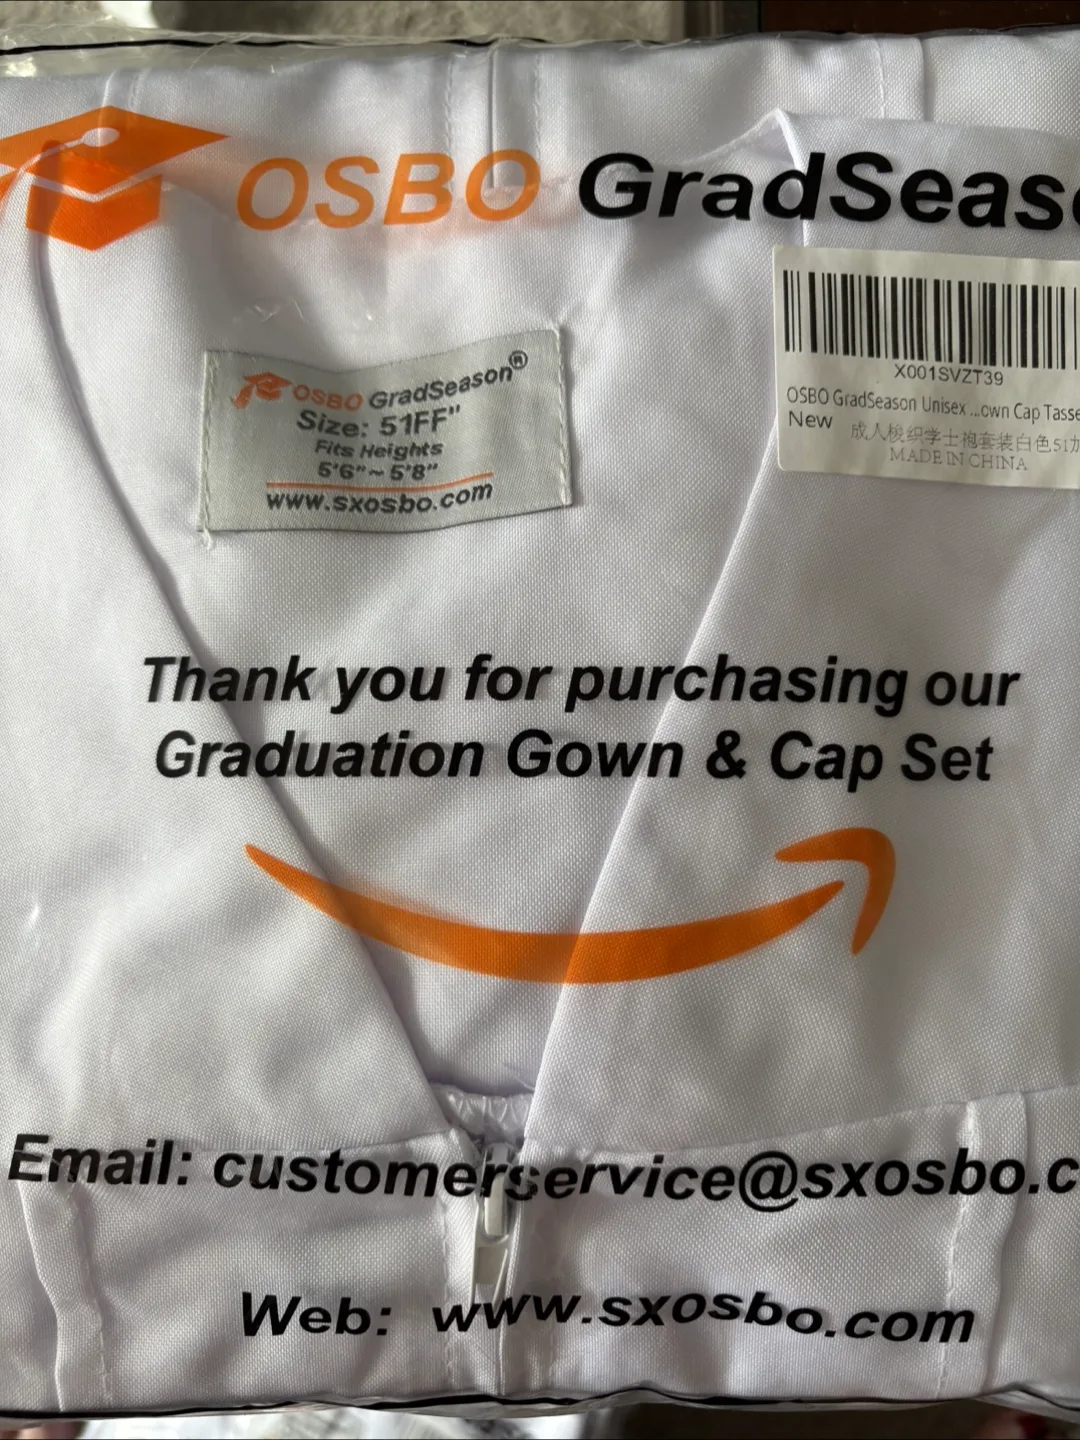 OSBO GradSeas
X001SVZT39
OSBO GradSeason Unisex ...own Cap Tasse
New
成人梭织学士袍套装白色51加
MADE IN CHINA
OSBO GradSeason®
Size: 51FF"
Fits Heights
5'6"~ 5'8"
www.sxosbo.com
Thank you for purchasing our
Graduation Gown & Cap Set
Email: customerservice@sxosbo.c
Web: www.sxosbo.com